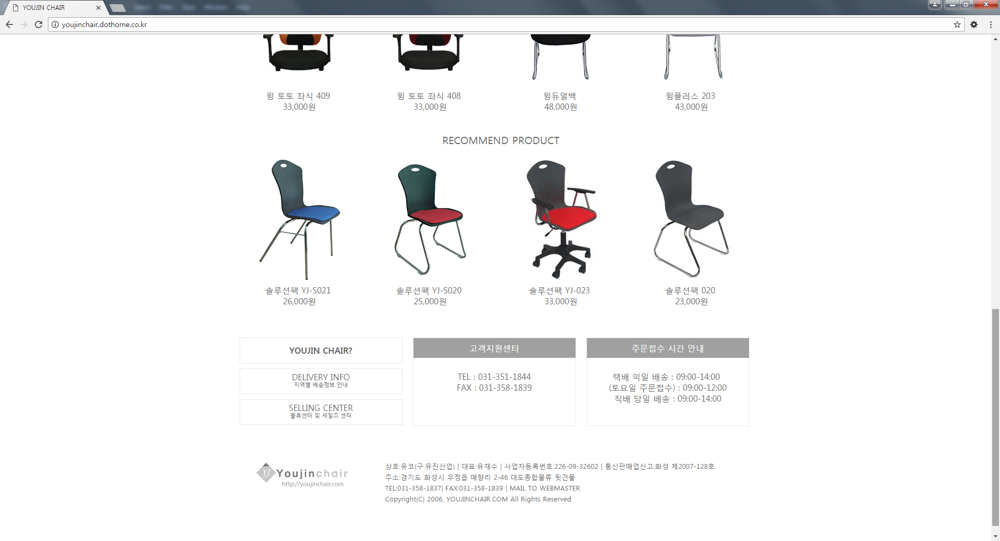 YOUJIN CHAIR
youjinchair.dothome.co.kr
윙 토토 좌식 409
33,000원
윙 토토 좌식 408
33,000원
윙듀얼백
48,000원
윙플러스 203
43,000원
RECOMMEND PRODUCT
솔루션팩 YJ-S021
26,000원
솔루션팩 YJ-S020
25,000원
솔루션팩 YJ-023
33,000원
솔루션팩 020
23,000원
YOUJIN CHAIR?
DELIVERY INFO
지역별 배송정보 안내
SELLING CENTER
물류센터 및 세일즈 센터
고객지원센터
TEL : 031-351-1844
FAX : 031-358-1839
주문접수 시간 안내
택배 익일 배송 : 09:00-14:00
(토요일 주문접수) : 09:00-12:00
직배 당일 배송 : 09:00-14:00
YJ Youjinchair
http://youjinchair.com
상호:유코(구.유진산업) | 대표:유재수 | 사업자등록번호:226-09-32602 | 통신판매업신고:화성 제2007-128호
주소:경기도 화성시 우정읍 매향리 2-46 대도종합물류 뒷건물
TEL:031-358-1837| FAX:031-358-1839 | MAIL TO WEBMASTER
Copyright(C) 2006, YOUJINCHAIR.COM All Rights Reserved